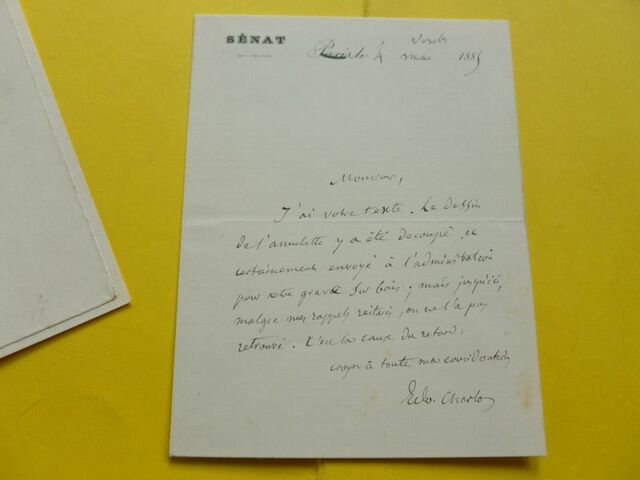 SÉNAT
Paris, le 4 mai 1885
Monsieur,
J'ai votre texte. Le dessin
de l'amulette y a été decoupé et
certainement envoyé à l'administration
pour être gravé sur bois ; mais jusqu'ici,
malgré mes rappels réitérés, on ne l'a pas
retrouvé. C'est la cause du retard.
Croyez à toute ma considération
Ed. Charton